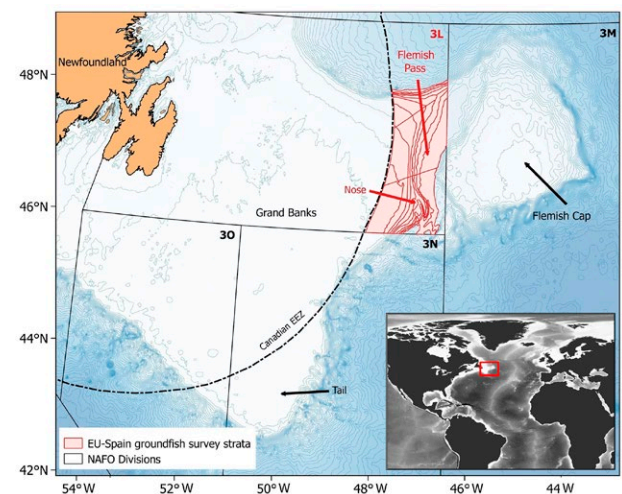 3L
3M
Flemish
Pass
48°N
Newfoundland
Nose
46°N
Grand Banks
Flemish Cap
3O
3N
Canadian EEZ
44°N
Tail
EU-Spain groundfish survey strata
NAFO Divisions
42°N
54°W
52°W
50°W
48°W
46°W
44°W